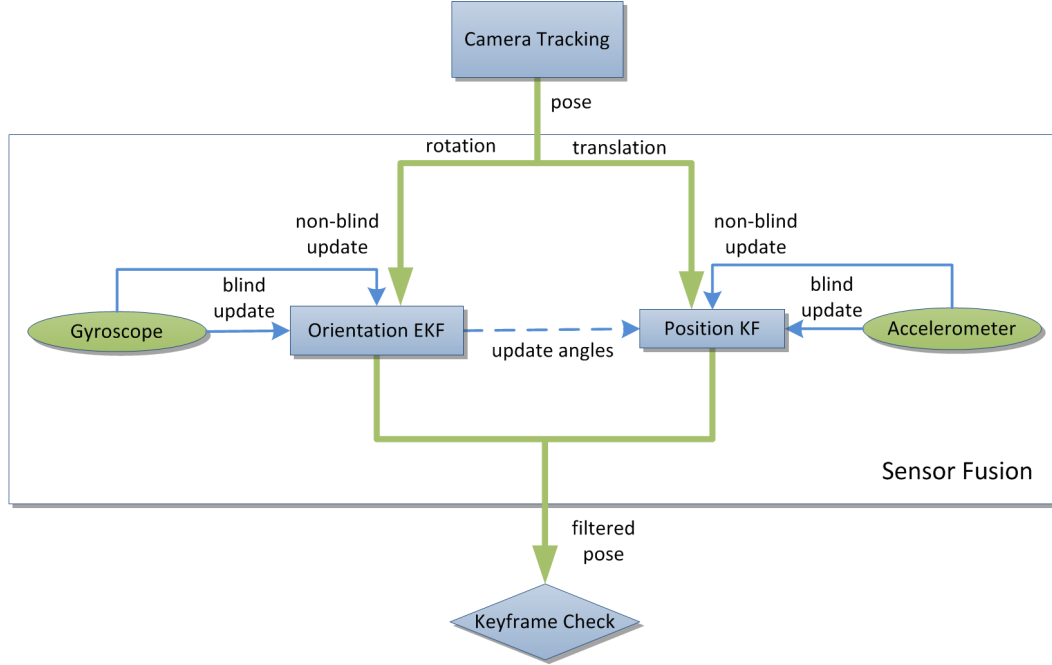 Camera Tracking
pose
rotation
translation
non-blind
update
non-blind
update
blind
update
blind
update
Gyroscope
Orientation EKF
update angles
Position KF
Accelerometer
Sensor Fusion
filtered
pose
Keyframe Check